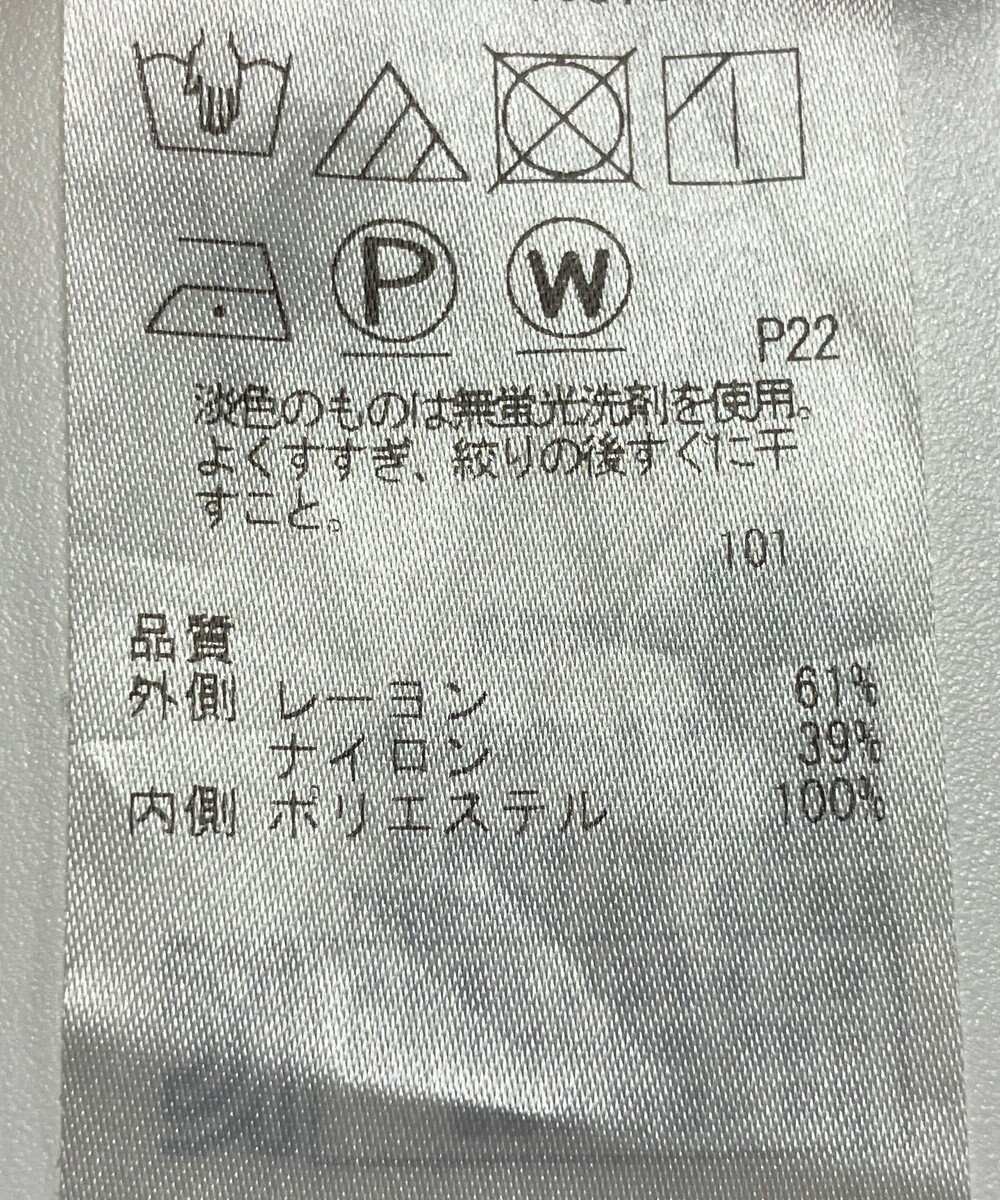 P W
P22
淡色のものは無蛍光洗剤を使用。
よくすすぎ、絞りの後すぐに干
すこと。
101
品質
外側 レーヨン 61%
ナイロン 39%
内側 ポリエステル 100%